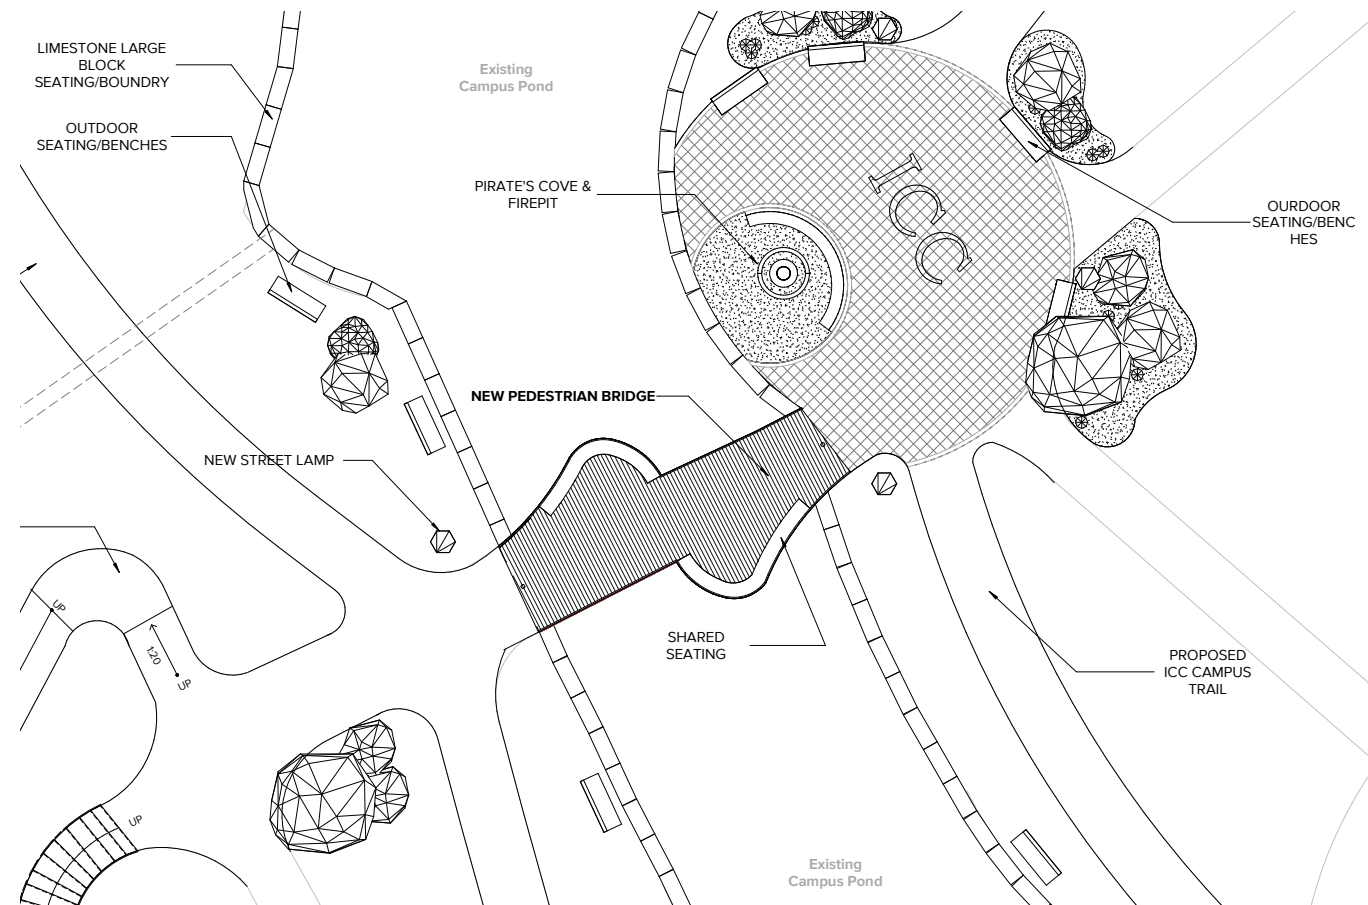 LIMESTONE LARGE
BLOCK
SEATING/BOUNDRY
Existing
Campus Pond
OUTDOOR
SEATING/BENCHES
PIRATE'S COVE &
FIREPIT
ICC
OURDOOR
SEATING/BENC
HES
NEW PEDESTRIAN BRIDGE
NEW STREET LAMP
UP
1:20
UP
SHARED
SEATING
PROPOSED
ICC CAMPUS
TRAIL
UP
Existing
Campus Pond